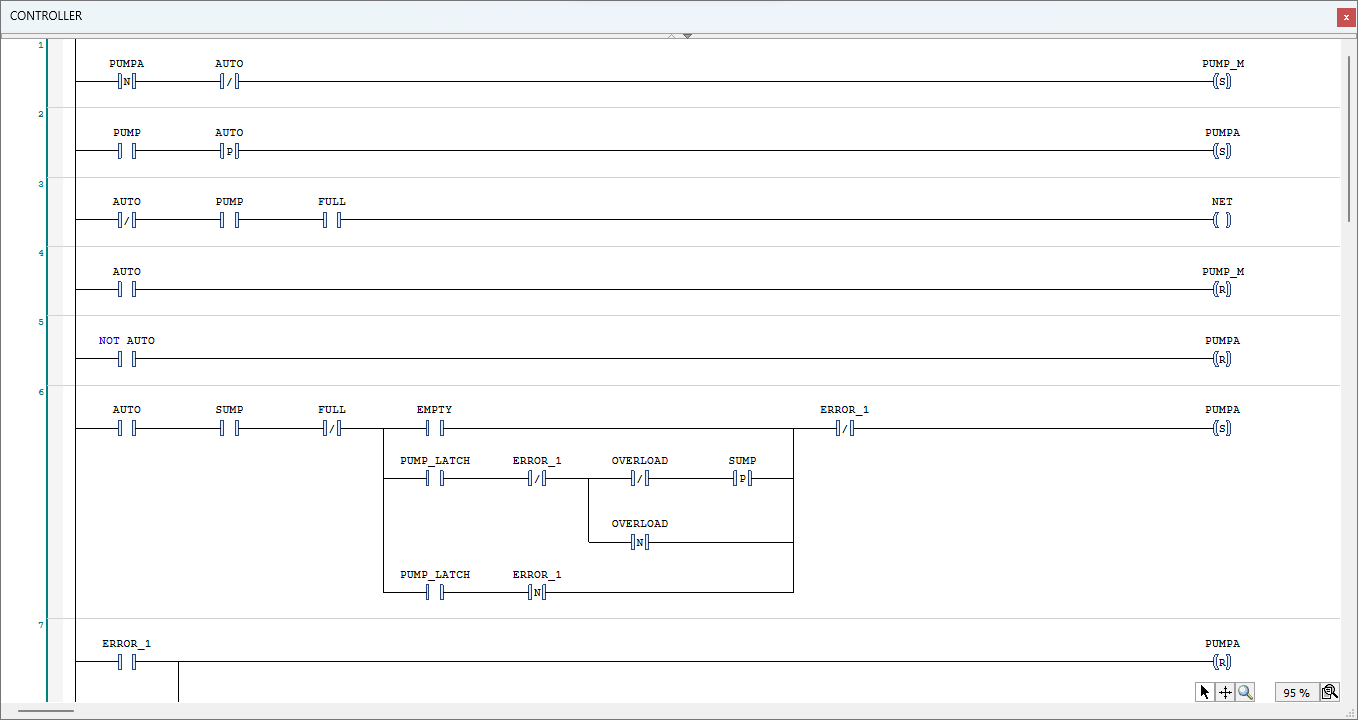 CONTROLLER
x
1
PUMPA AUTO PUMP_M
N / S
2
PUMP AUTO PUMPA
P S
3
AUTO PUMP FULL NET
/
4
AUTO PUMP_M
R
5
NOT AUTO PUMPA
R
6
AUTO SUMP FULL EMPTY ERROR_1 PUMPA
/ / S
PUMP_LATCH ERROR_1 OVERLOAD SUMP
/ / P
OVERLOAD
N
PUMP_LATCH ERROR_1
N
7
ERROR_1 PUMPA
R
95 %